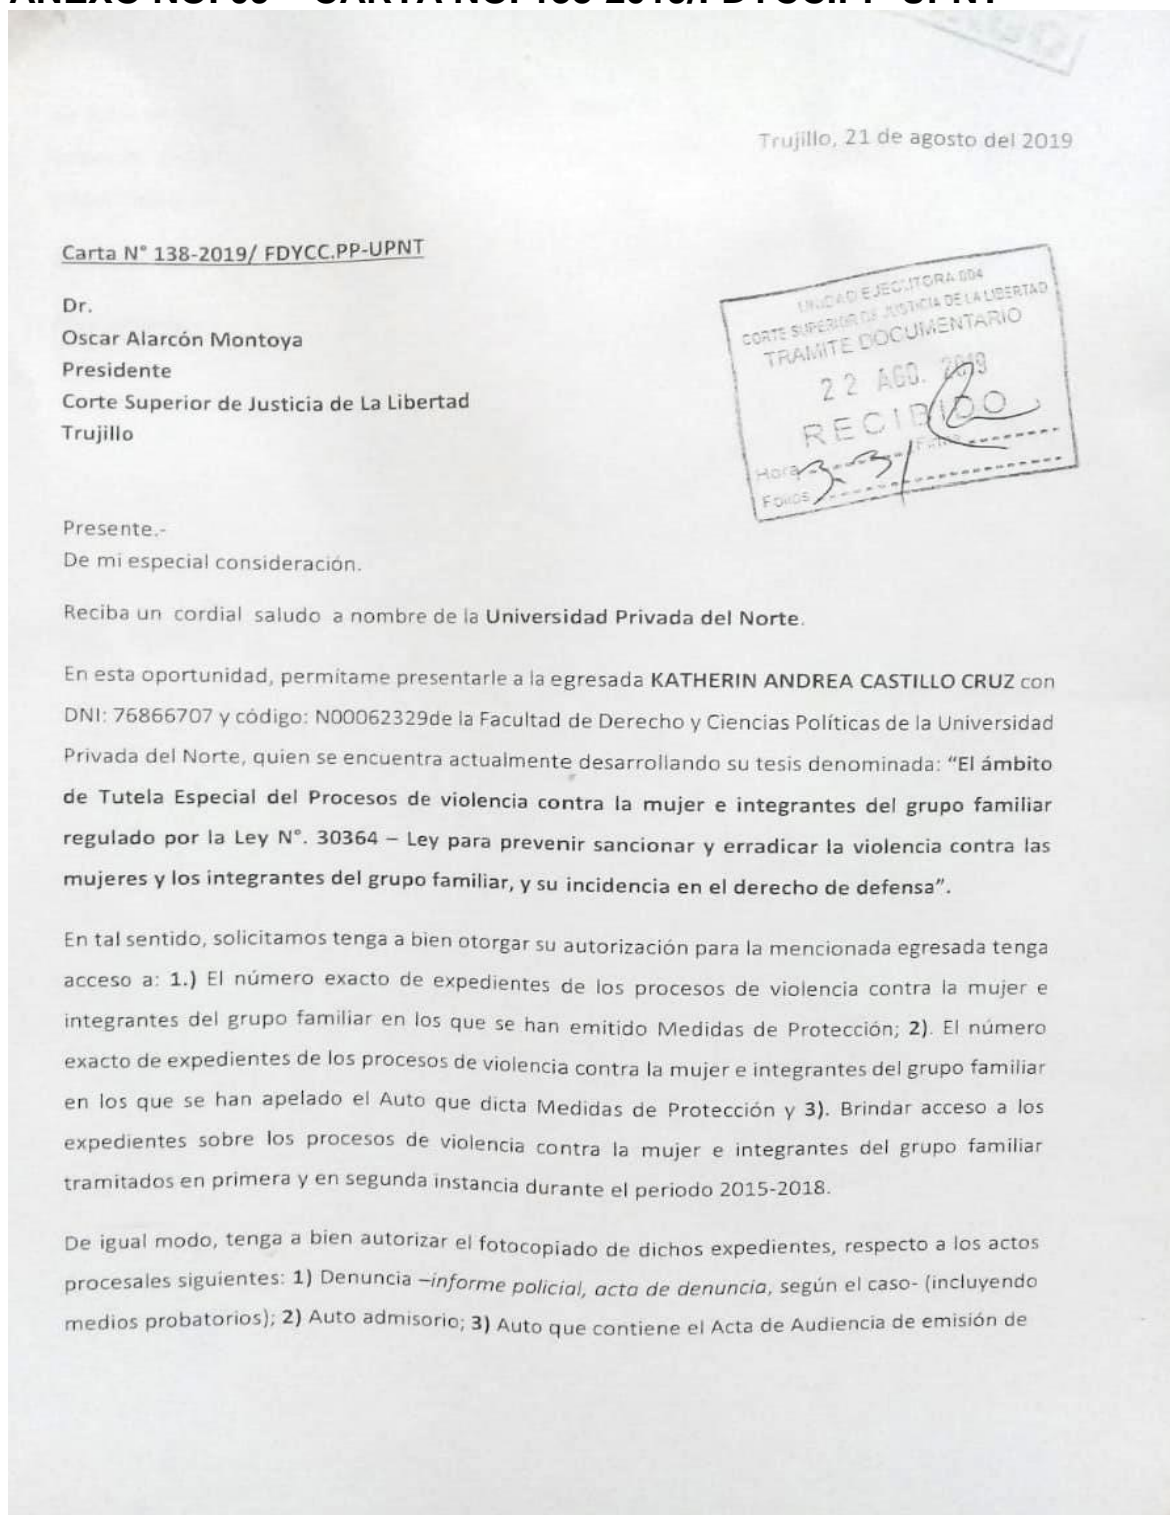 Trujillo, 21 de agosto del 2019
Carta N° 138-2019/ FDYCC.PP-UPNT
UNIDAD EJECUTORA 004
CORTE SUPERIOR DE JUSTICIA DE LA LIBERTAD
TRAMITE DOCUMENTARIO
22 AGO. 2019
RECIBIDO
Hora
Folios
Dr.
Oscar Alarcón Montoya
Presidente
Corte Superior de Justicia de La Libertad
Trujillo
Presente.-
De mi especial consideración.
Reciba un cordial saludo a nombre de la Universidad Privada del Norte.
En esta oportunidad, permítame presentarle a la egresada KATHERIN ANDREA CASTILLO CRUZ con
DNI: 76866707 y código: N00062329de la Facultad de Derecho y Ciencias Políticas de la Universidad
Privada del Norte, quien se encuentra actualmente desarrollando su tesis denominada: “El ámbito
de Tutela Especial del Procesos de violencia contra la mujer e integrantes del grupo familiar
regulado por la Ley N°. 30364 – Ley para prevenir sancionar y erradicar la violencia contra las
mujeres y los integrantes del grupo familiar, y su incidencia en el derecho de defensa”.
En tal sentido, solicitamos tenga a bien otorgar su autorización para la mencionada egresada tenga
acceso a: 1.) El número exacto de expedientes de los procesos de violencia contra la mujer e
integrantes del grupo familiar en los que se han emitido Medidas de Protección; 2). El número
exacto de expedientes de los procesos de violencia contra la mujer e integrantes del grupo familiar
en los que se han apelado el Auto que dicta Medidas de Protección y 3). Brindar acceso a los
expedientes sobre los procesos de violencia contra la mujer e integrantes del grupo familiar
tramitados en primera y en segunda instancia durante el periodo 2015-2018.
De igual modo, tenga a bien autorizar el fotocopiado de dichos expedientes, respecto a los actos
procesales siguientes: 1) Denuncia –informe policial, acta de denuncia, según el caso- (incluyendo
medios probatorios); 2) Auto admisorio; 3) Auto que contiene el Acta de Audiencia de emisión de